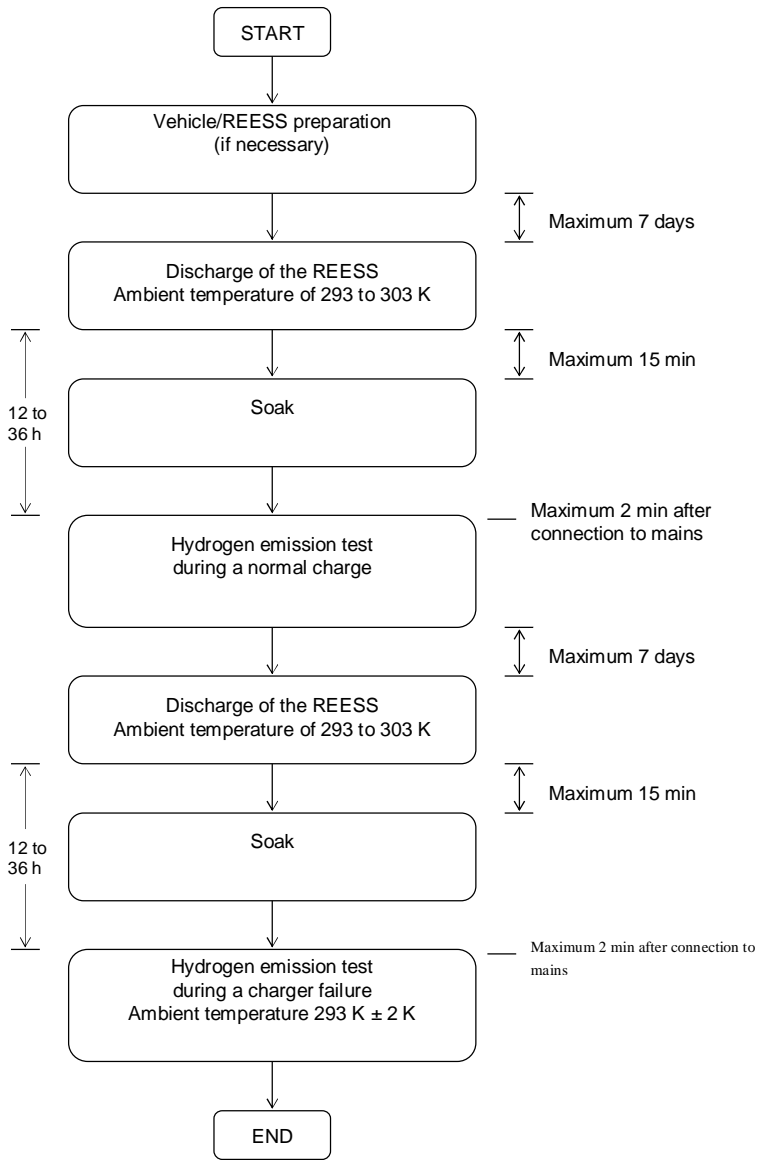 START
Vehicle/REESS preparation
(if necessary)
Maximum 7 days
Discharge of the REESS
Ambient temperature of 293 to 303 K
Maximum 15 min
12 to
36 h
Soak
Maximum 2 min after
connection to mains
Hydrogen emission test
during a normal charge
Maximum 7 days
Discharge of the REESS
Ambient temperature of 293 to 303 K
Maximum 15 min
12 to
36 h
Soak
Maximum 2 min after connection to
mains
Hydrogen emission test
during a charger failure
Ambient temperature 293 K ± 2 K
END